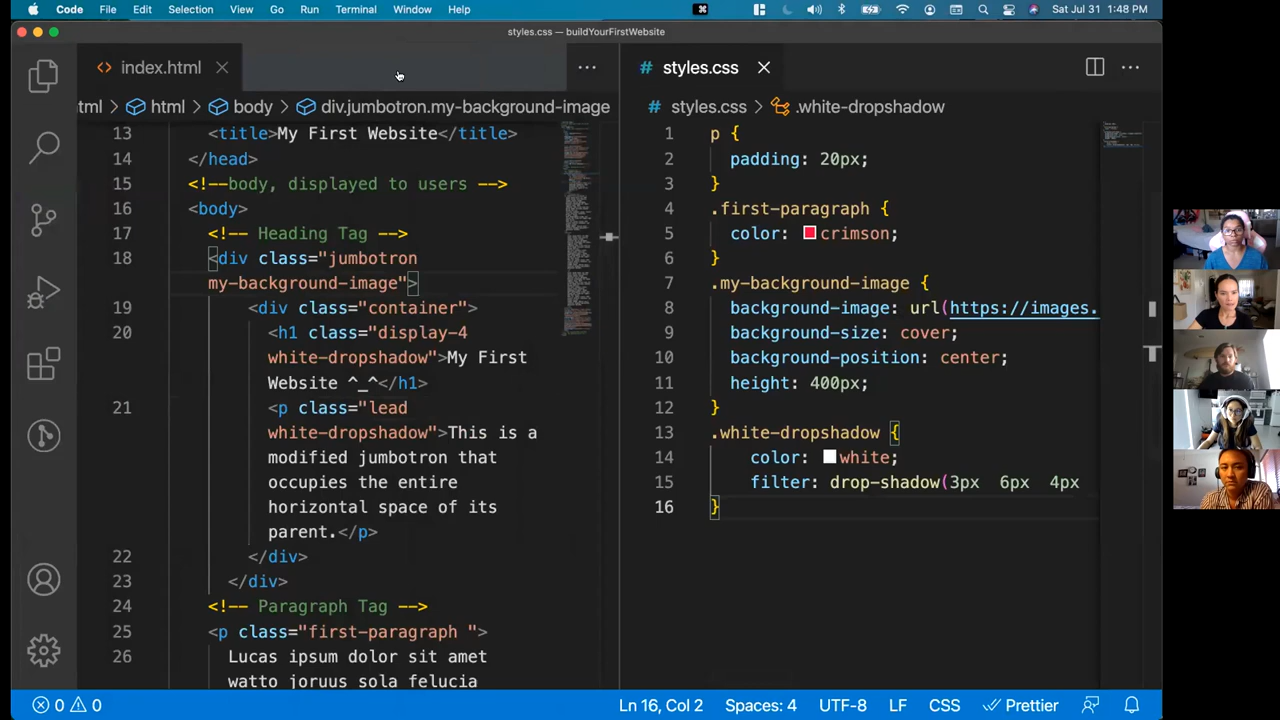 Code File Edit Selection View Go Run Terminal Window Help Sat Jul 31 1:48 PM
styles.css — buildYourFirstWebsite
index.html
html > body > div.jumbotron.my-background-image
13 <title>My First Website</title>
14 </head>
15 <!--body, displayed to users -->
16 <body>
17 <!-- Heading Tag -->
18 <div class="jumbotron
my-background-image">
19 <div class="container">
20 <h1 class="display-4
white-dropshadow">My First
Website ^_^</h1>
21 <p class="lead
white-dropshadow">This is a
modified jumbotron that
occupies the entire
horizontal space of its
parent.</p>
22 </div>
23 </div>
24 <!-- Paragraph Tag -->
25 <p class="first-paragraph ">
26 Lucas ipsum dolor sit amet
watto joruus sola felucia
# styles.css
# styles.css > .white-dropshadow
1 p {
2 padding: 20px;
3 }
4 .first-paragraph {
5 color: crimson;
6 }
7 .my-background-image {
8 background-image: url(https://images.
9 background-size: cover;
10 background-position: center;
11 height: 400px;
12 }
13 .white-dropshadow {
14 color: white;
15 filter: drop-shadow(3px 6px 4px
16 }
0 0 Ln 16, Col 2 Spaces: 4 UTF-8 LF CSS Prettier